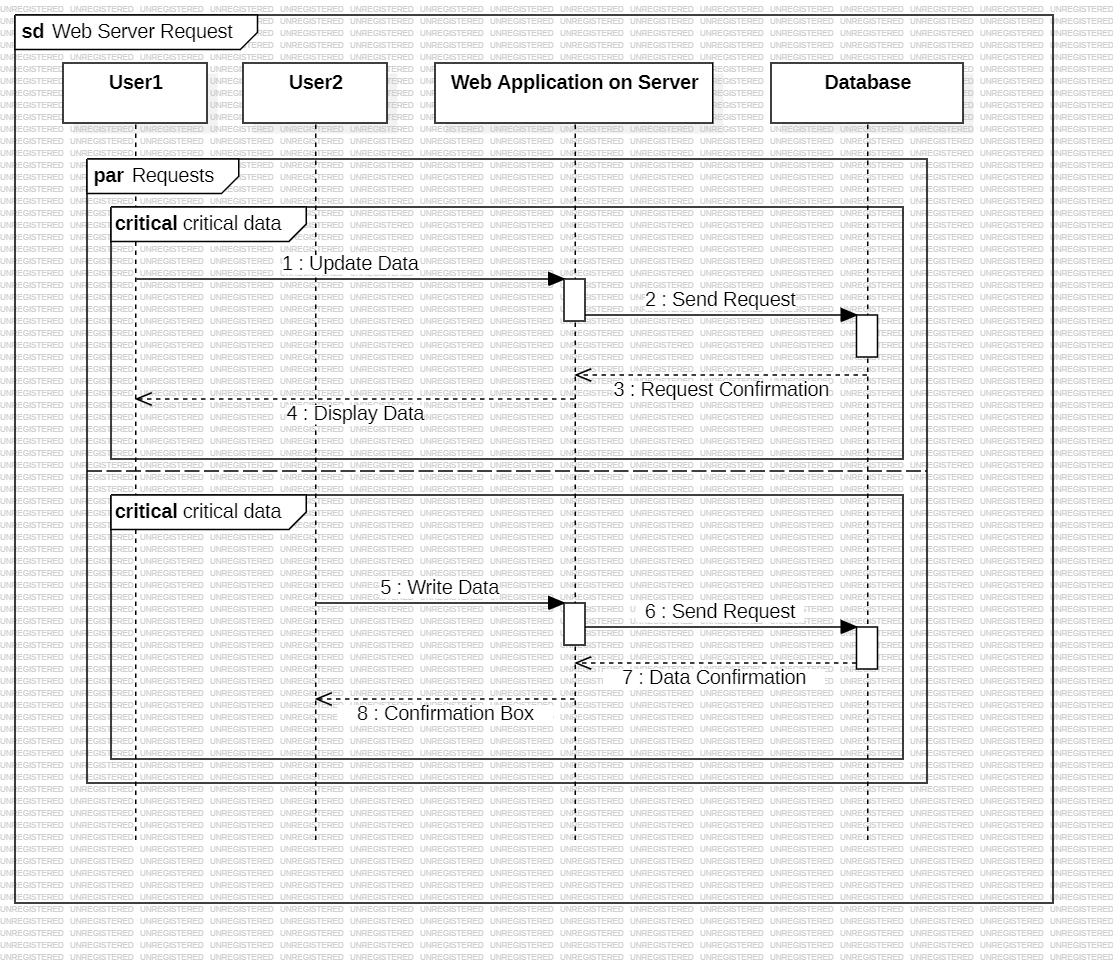 sd Web Server Request
User1
User2
Web Application on Server
Database
par Requests
critical critical data
1 : Update Data
2 : Send Request
3 : Request Confirmation
4 : Display Data
critical critical data
5 : Write Data
6 : Send Request
7 : Data Confirmation
8 : Confirmation Box
UNREGISTERED